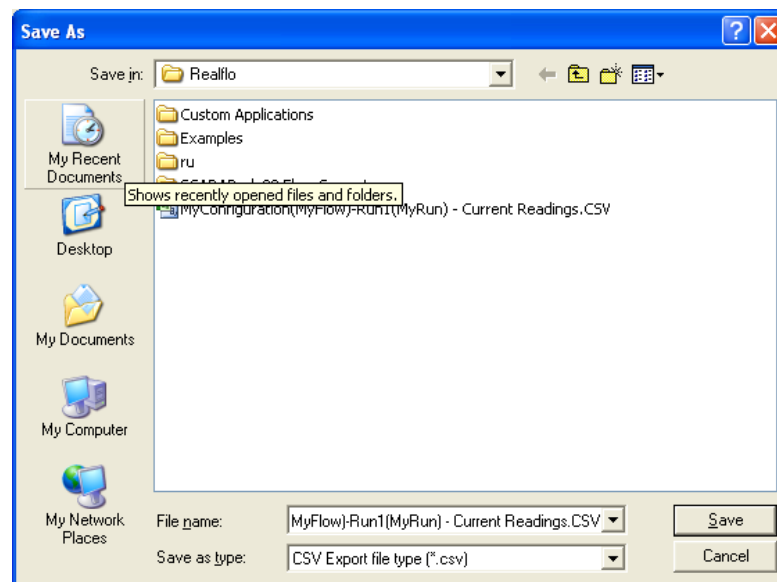 Save As
Save in:
Realflo
My Recent
Documents
Desktop
My Documents
My Computer
My Network
Places
Custom Applications
Examples
ru
Shows recently opened files and folders.
MyConfiguration(MyFlow)-Run1(MyRun) - Current Readings.CSV
File name:
MyFlow)-Run1(MyRun) - Current Readings.CSV
Save
Save as type:
CSV Export file type (*.csv)
Cancel